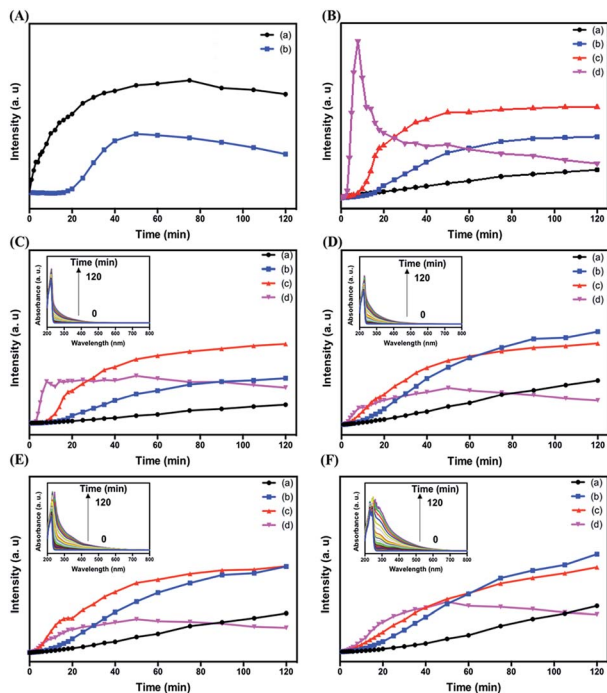 (A)
(a)
(b)
Intensity (a. u)
0 20 40 60 80 100 120
Time (min)
(B)
(a)
(b)
(c)
(d)
Intensity (a. u)
0 20 40 60 80 100 120
Time (min)
(C)
(a)
(b)
(c)
(d)
Time (min)
120
0
Absorbance (a. u.)
200 300 400 500 600 700 800
Wavelength (nm)
Intensity (a. u)
0 20 40 60 80 100 120
Time (min)
(D)
(a)
(b)
(c)
(d)
Time (min)
120
0
Absorbance (a. u.)
200 300 400 500 600 700 800
Wavelength (nm)
Intensity (a. u)
0 20 40 60 80 100 120
Time (min)
(E)
(a)
(b)
(c)
(d)
Time (min)
120
0
Absorbance (a. u.)
200 300 400 500 600 700 800
Wavelength (nm)
Intensity (a. u)
0 20 40 60 80 100 120
Time (min)
(F)
(a)
(b)
(c)
(d)
Time (min)
120
0
Absorbance (a. u.)
200 300 400 500 600 700 800
Wavelength (nm)
Intensity (a. u)
0 20 40 60 80 100 120
Time (min)